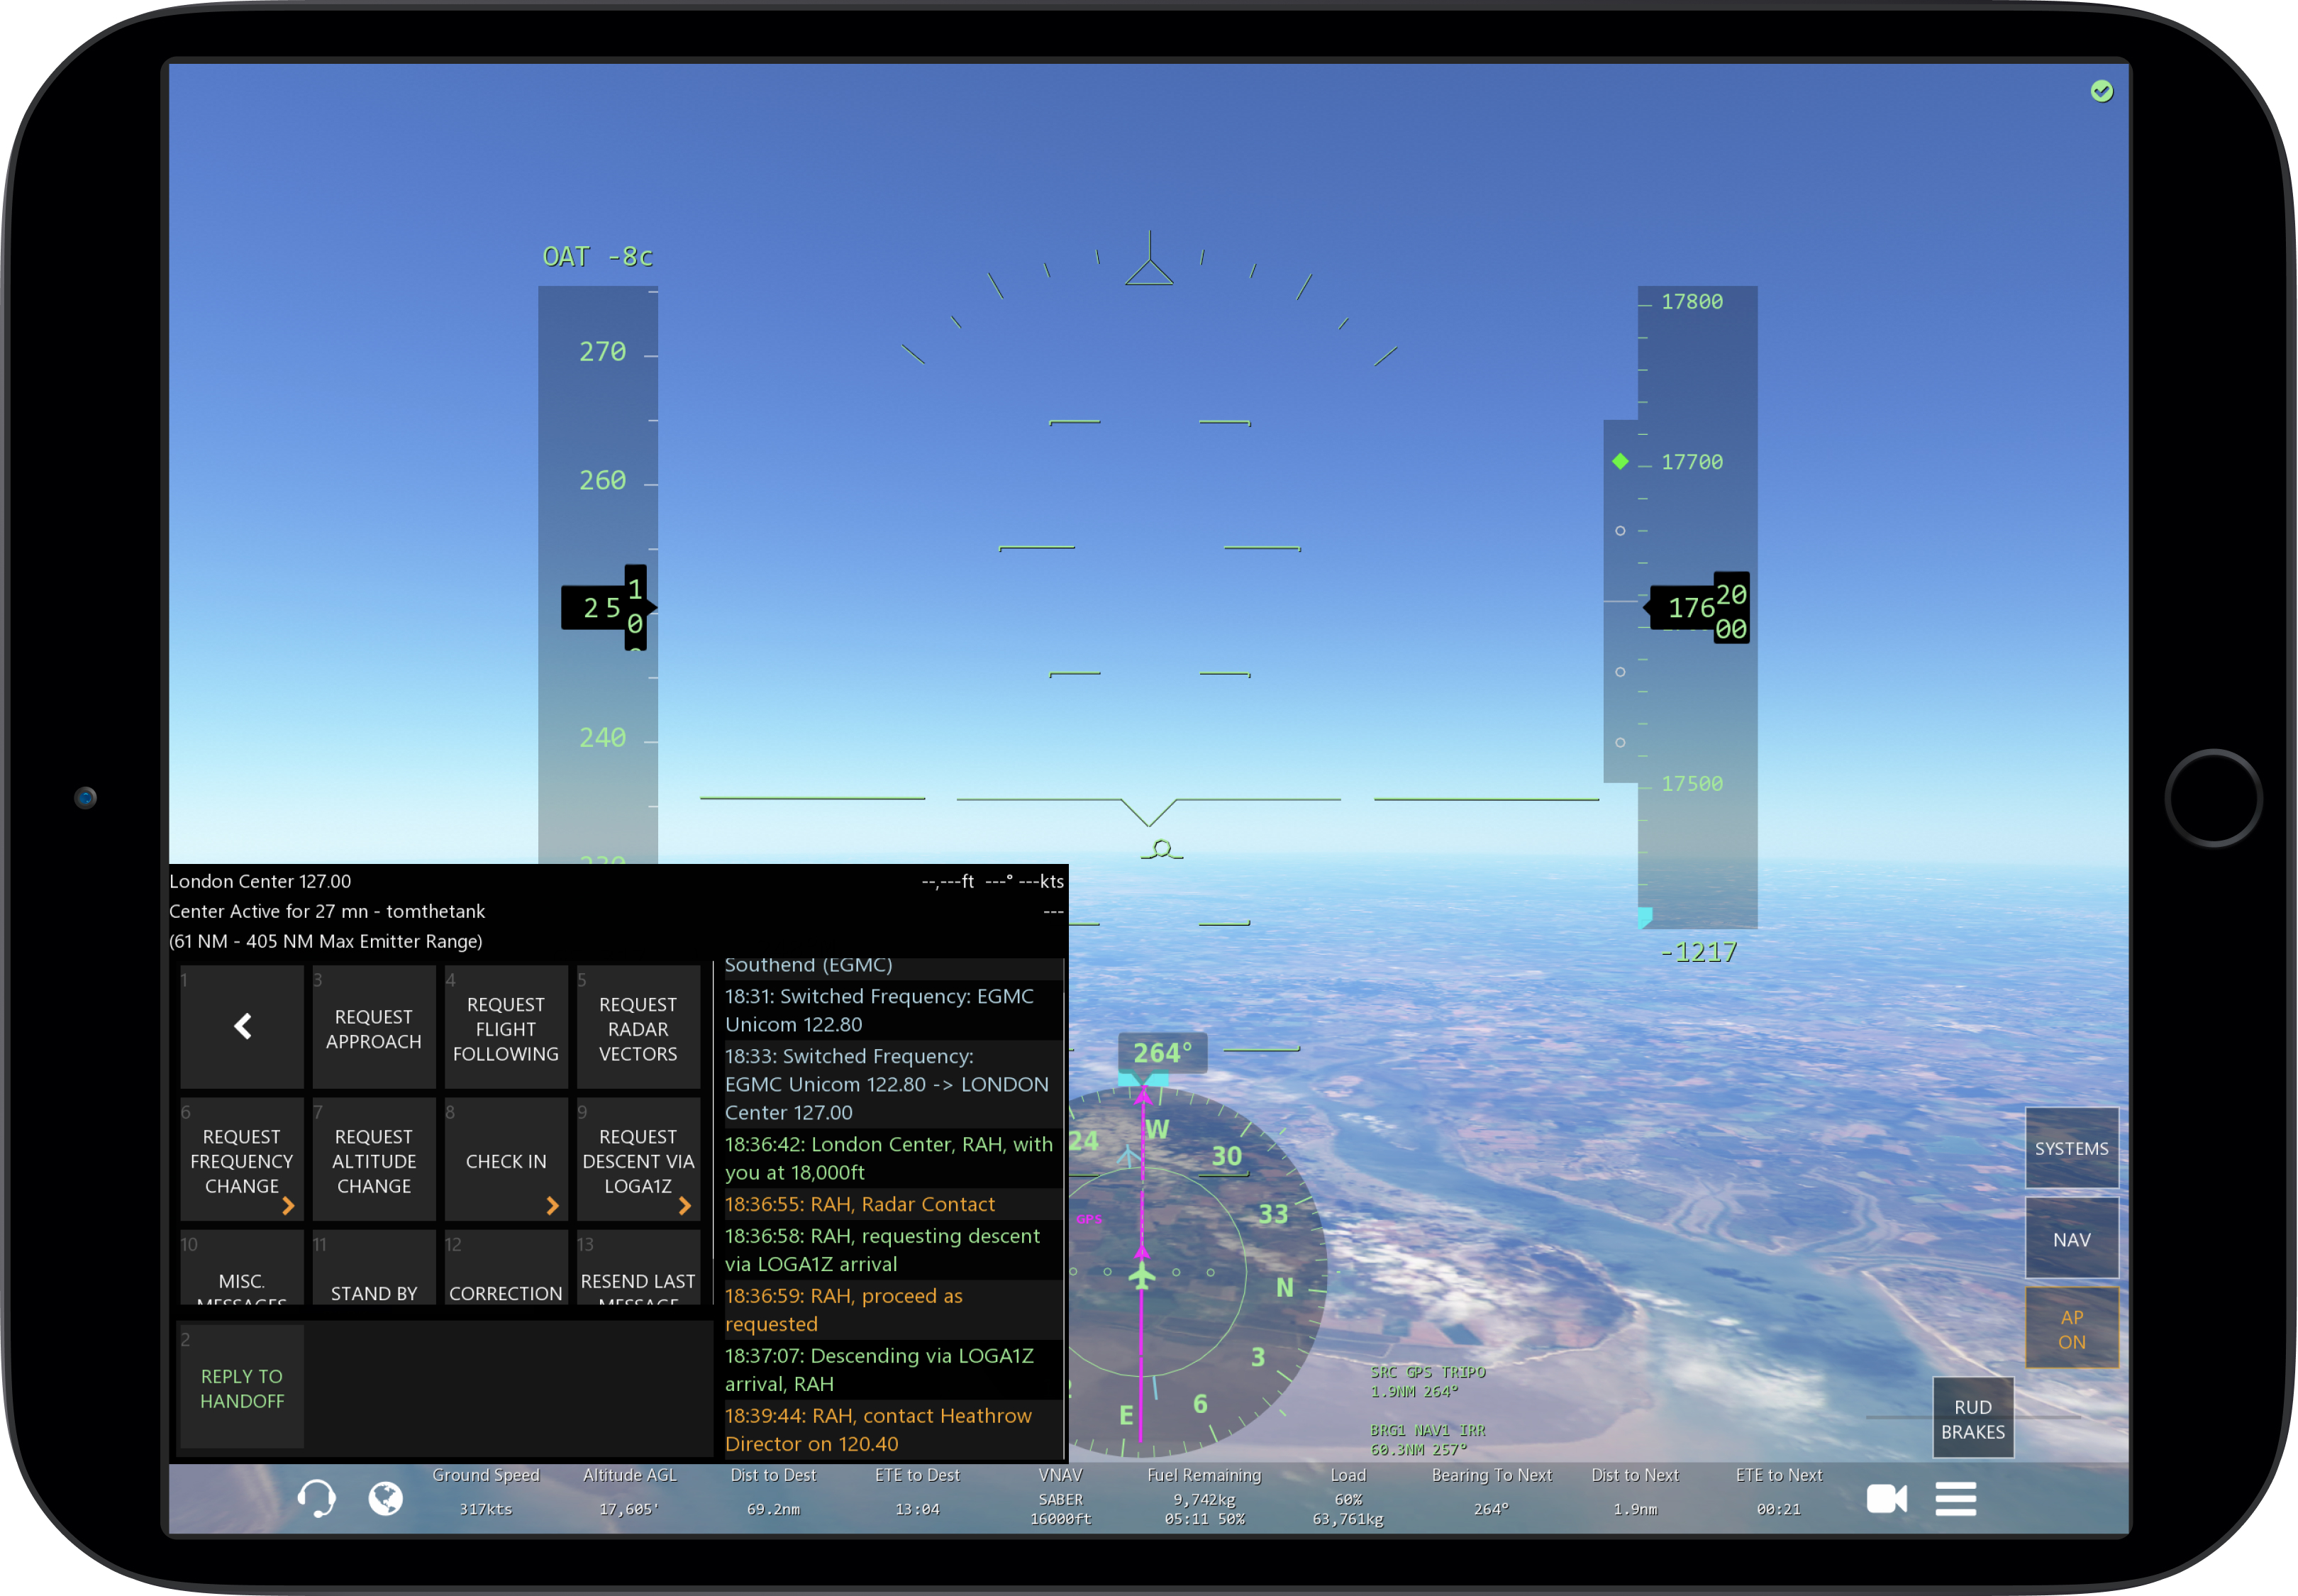 OAT -8c
270
260
25 1
0
240
230
17800
17700
176 20
00
17500
-1217
London Center 127.00
--,---ft ---° ---kts
Center Active for 27 mn - tomthetank
---
(61 NM - 405 NM Max Emitter Range)
1
3
REQUEST
APPROACH
4
REQUEST
FLIGHT
FOLLOWING
5
REQUEST
RADAR
VECTORS
6
REQUEST
FREQUENCY
CHANGE
7
REQUEST
ALTITUDE
CHANGE
8
CHECK IN
9
REQUEST
DESCENT VIA
LOGA1Z
10
MISC.
MESSAGES
11
STAND BY
12
CORRECTION
13
RESEND LAST
MESSAGE
2
REPLY TO
HANDOFF
Southend (EGMC)
18:31: Switched Frequency: EGMC
Unicom 122.80
18:33: Switched Frequency:
EGMC Unicom 122.80 -> LONDON
Center 127.00
18:36:42: London Center, RAH, with
you at 18,000ft
18:36:55: RAH, Radar Contact
18:36:58: RAH, requesting descent
via LOGA1Z arrival
18:36:59: RAH, proceed as
requested
18:37:07: Descending via LOGA1Z
arrival, RAH
18:39:44: RAH, contact Heathrow
Director on 120.40
264°
24
W
30
33
N
3
6
E
GPS
SRC GPS TRIPO
1.9NM 264°
BRG1 NAV1 IRR
60.3NM 257°
SYSTEMS
NAV
AP
ON
RUD
BRAKES
Ground Speed
317kts
Altitude AGL
17,605'
Dist to Dest
69.2nm
ETE to Dest
13:04
VNAV
SABER
16000ft
Fuel Remaining
9,742kg
05:11 50%
Load
60%
63,761kg
Bearing To Next
264°
Dist to Next
1.9nm
ETE to Next
00:21